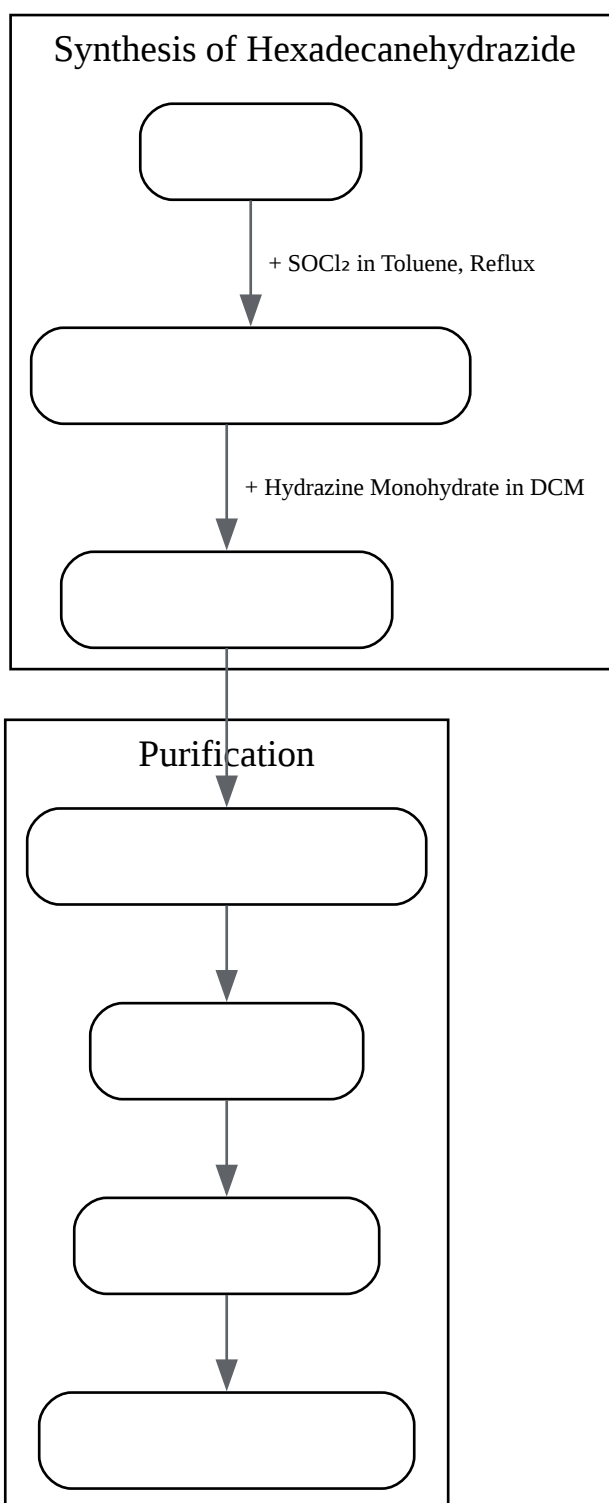 Synthesis of Hexadecanehydrazide
+ SOCl₂ in Toluene, Reflux
+ Hydrazine Monohydrate in DCM
Purification